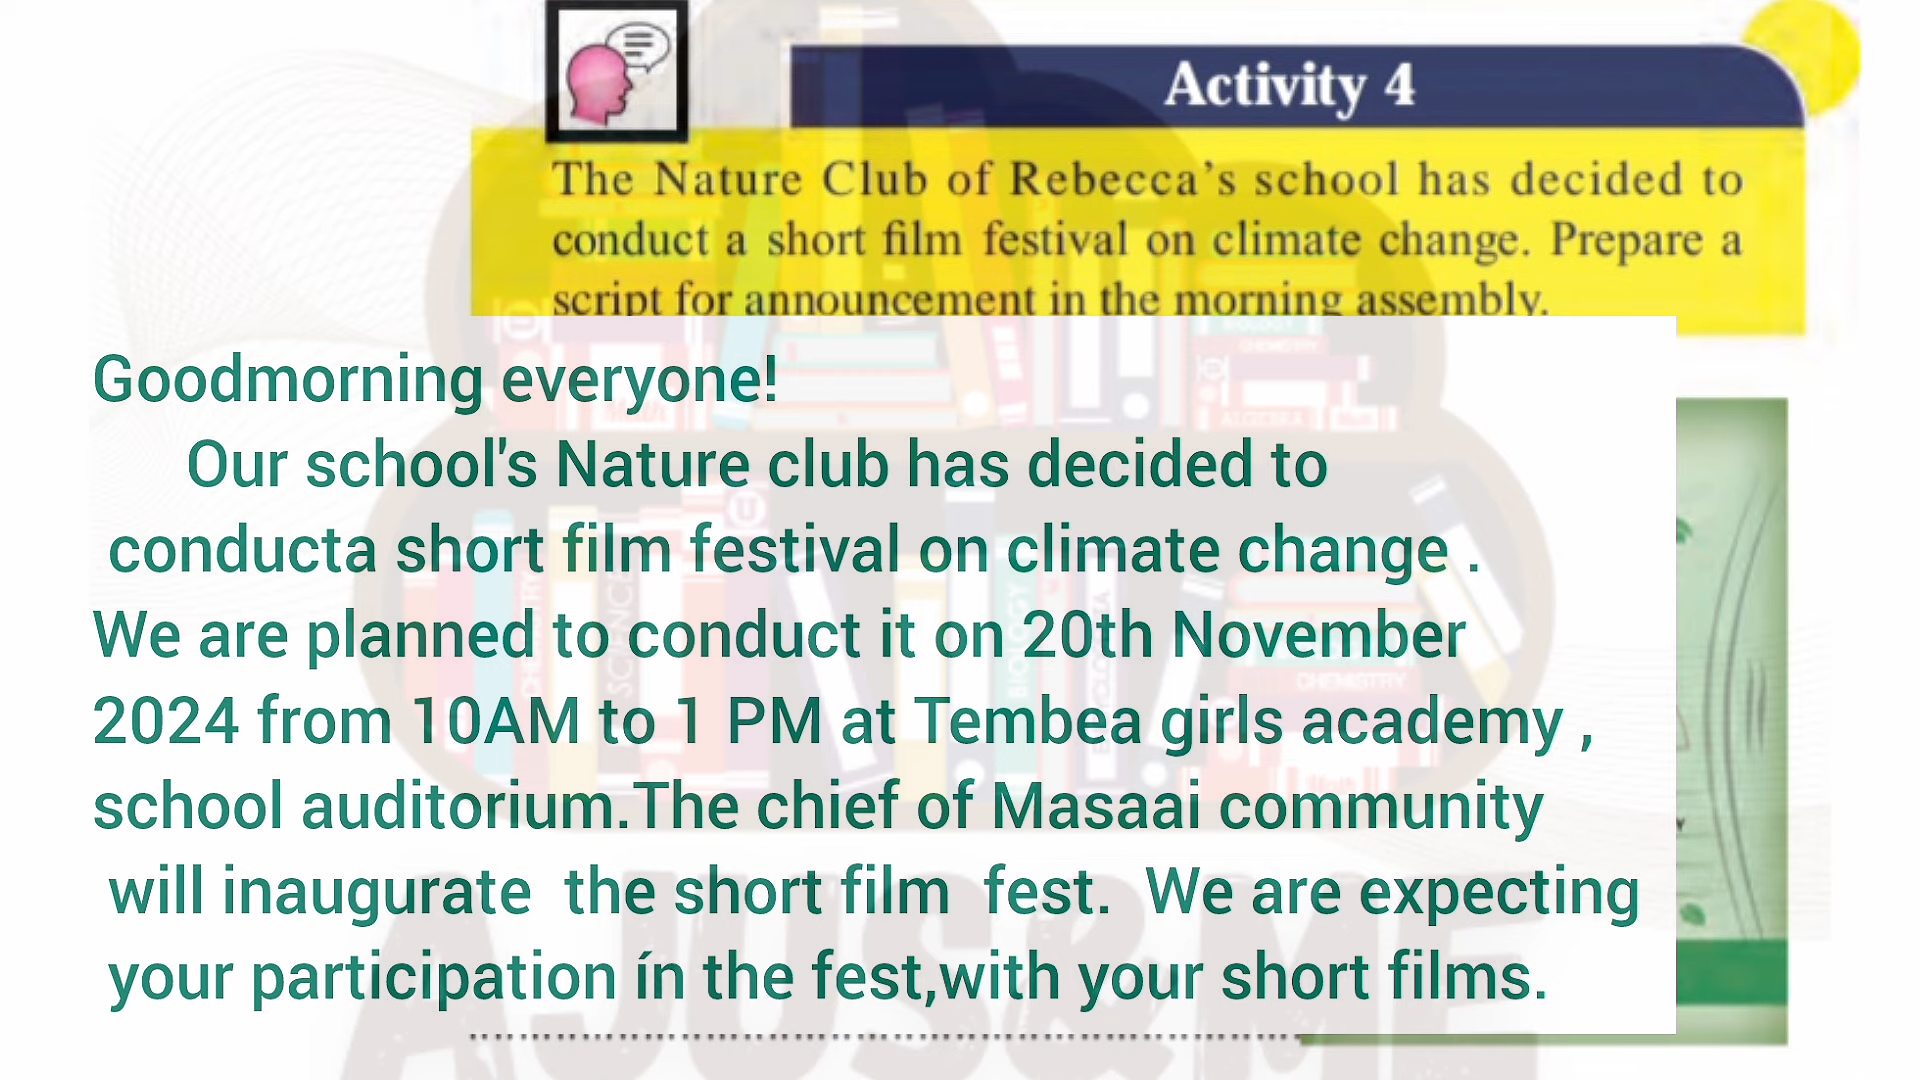 Activity 4
The Nature Club of Rebecca's school has decided to
conduct a short film festival on climate change. Prepare a
script for announcement in the morning assembly.
Goodmorning everyone!
Our school's Nature club has decided to
conducta short film festival on climate change .
We are planned to conduct it on 20th November
2024 from 10AM to 1 PM at Tembea girls academy ,
school auditorium.The chief of Masaai community
will inaugurate the short film fest. We are expecting
your participation ín the fest,with your short films.
AJUS&ME